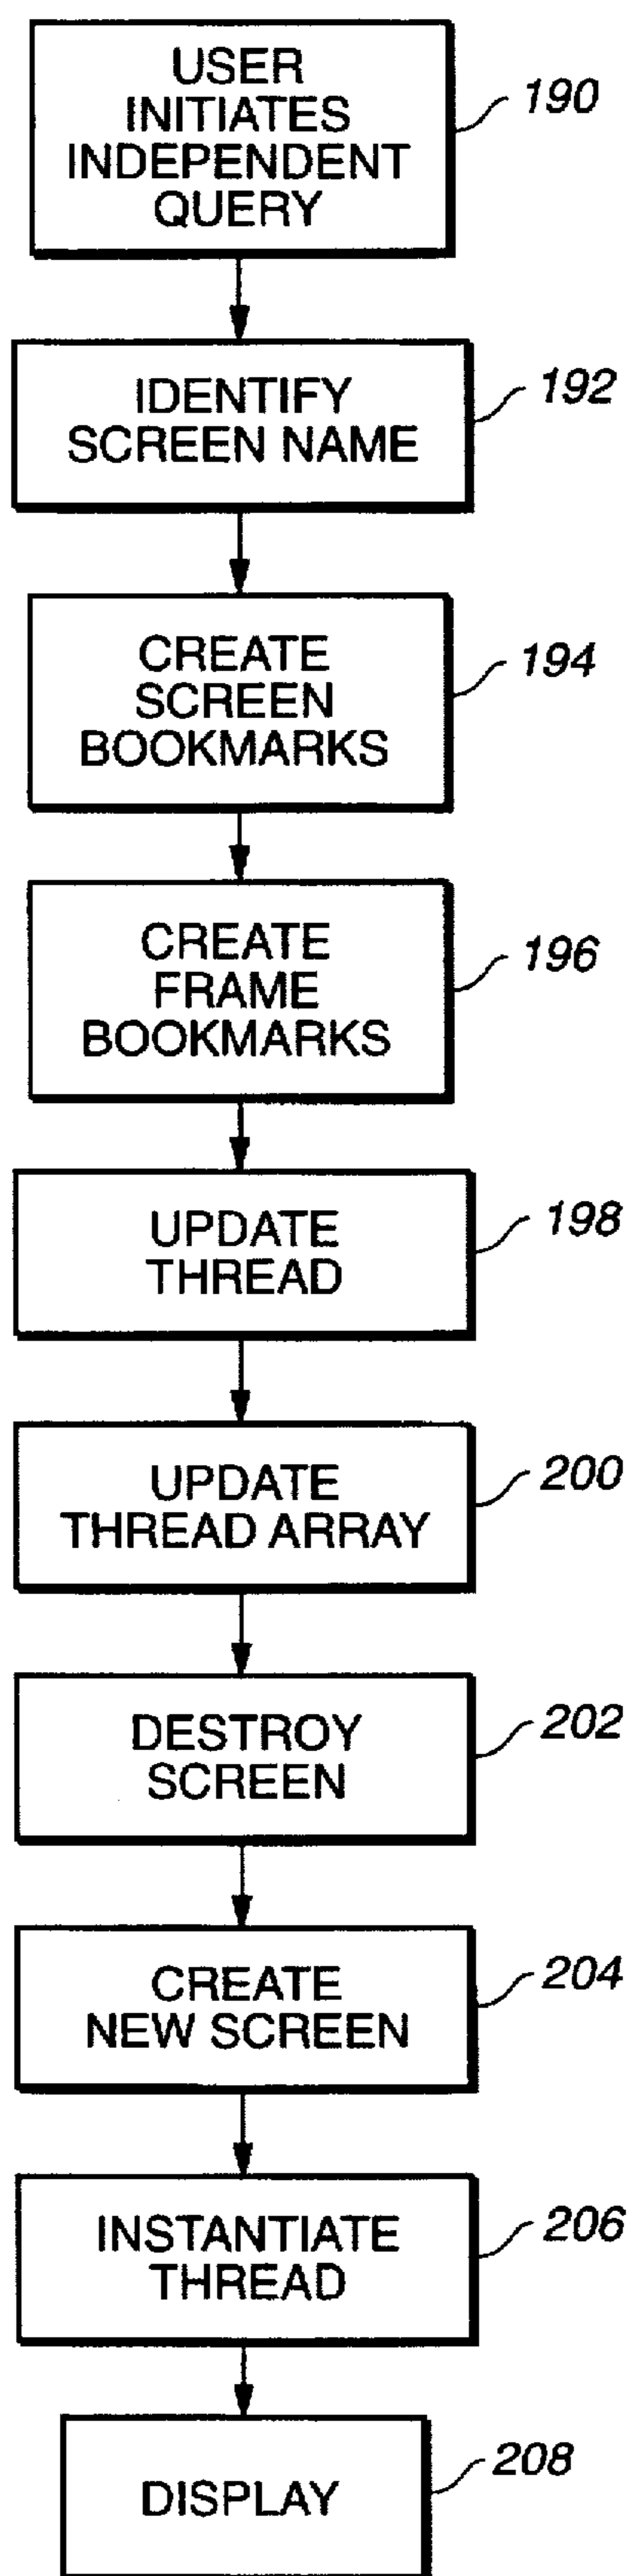 USER
INITIATES
INDEPENDENT
QUERY
190
IDENTIFY
SCREEN NAME
192
CREATE
SCREEN
BOOKMARKS
194
CREATE
FRAME
BOOKMARKS
196
UPDATE
THREAD
198
UPDATE
THREAD ARRAY
200
DESTROY
SCREEN
202
CREATE
NEW SCREEN
204
INSTANTIATE
THREAD
206
DISPLAY
208